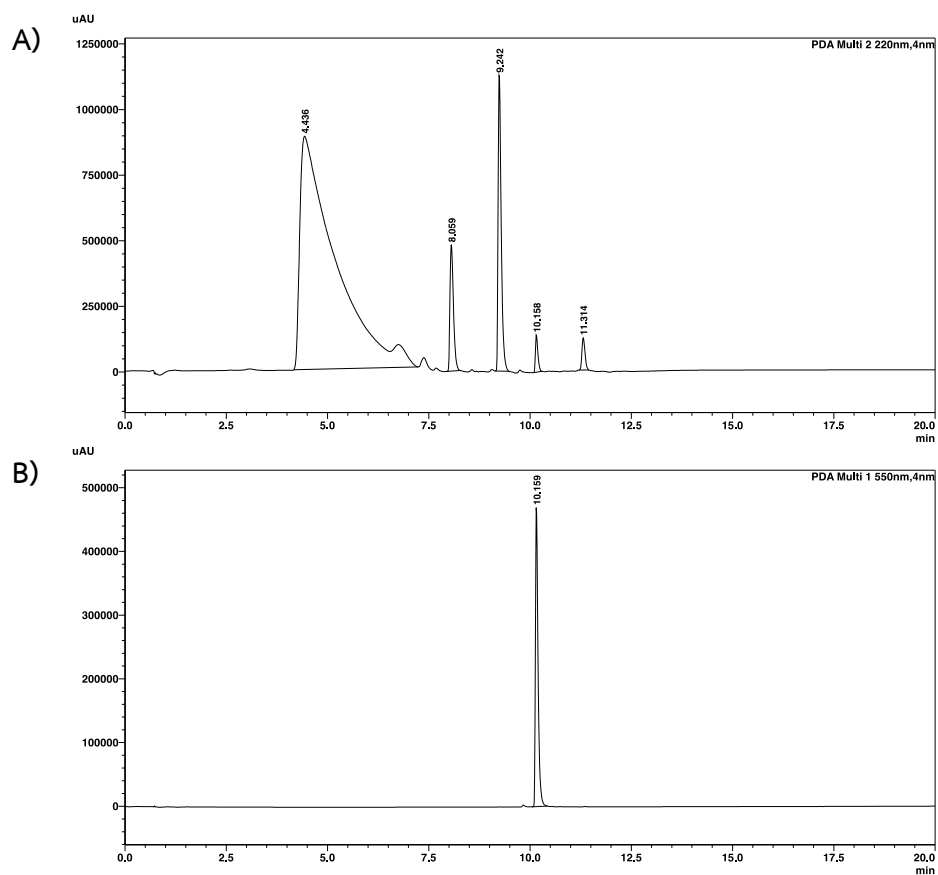 A)
uAU
PDA Multi 2 220nm,4nm
1250000
1000000
750000
500000
250000
0
4.436
8.059
9.242
10.158
11.314
0.0 2.5 5.0 7.5 10.0 12.5 15.0 17.5 20.0
min
B)
uAU
PDA Multi 1 550nm,4nm
500000
400000
300000
200000
100000
0
10.159
0.0 2.5 5.0 7.5 10.0 12.5 15.0 17.5 20.0
min